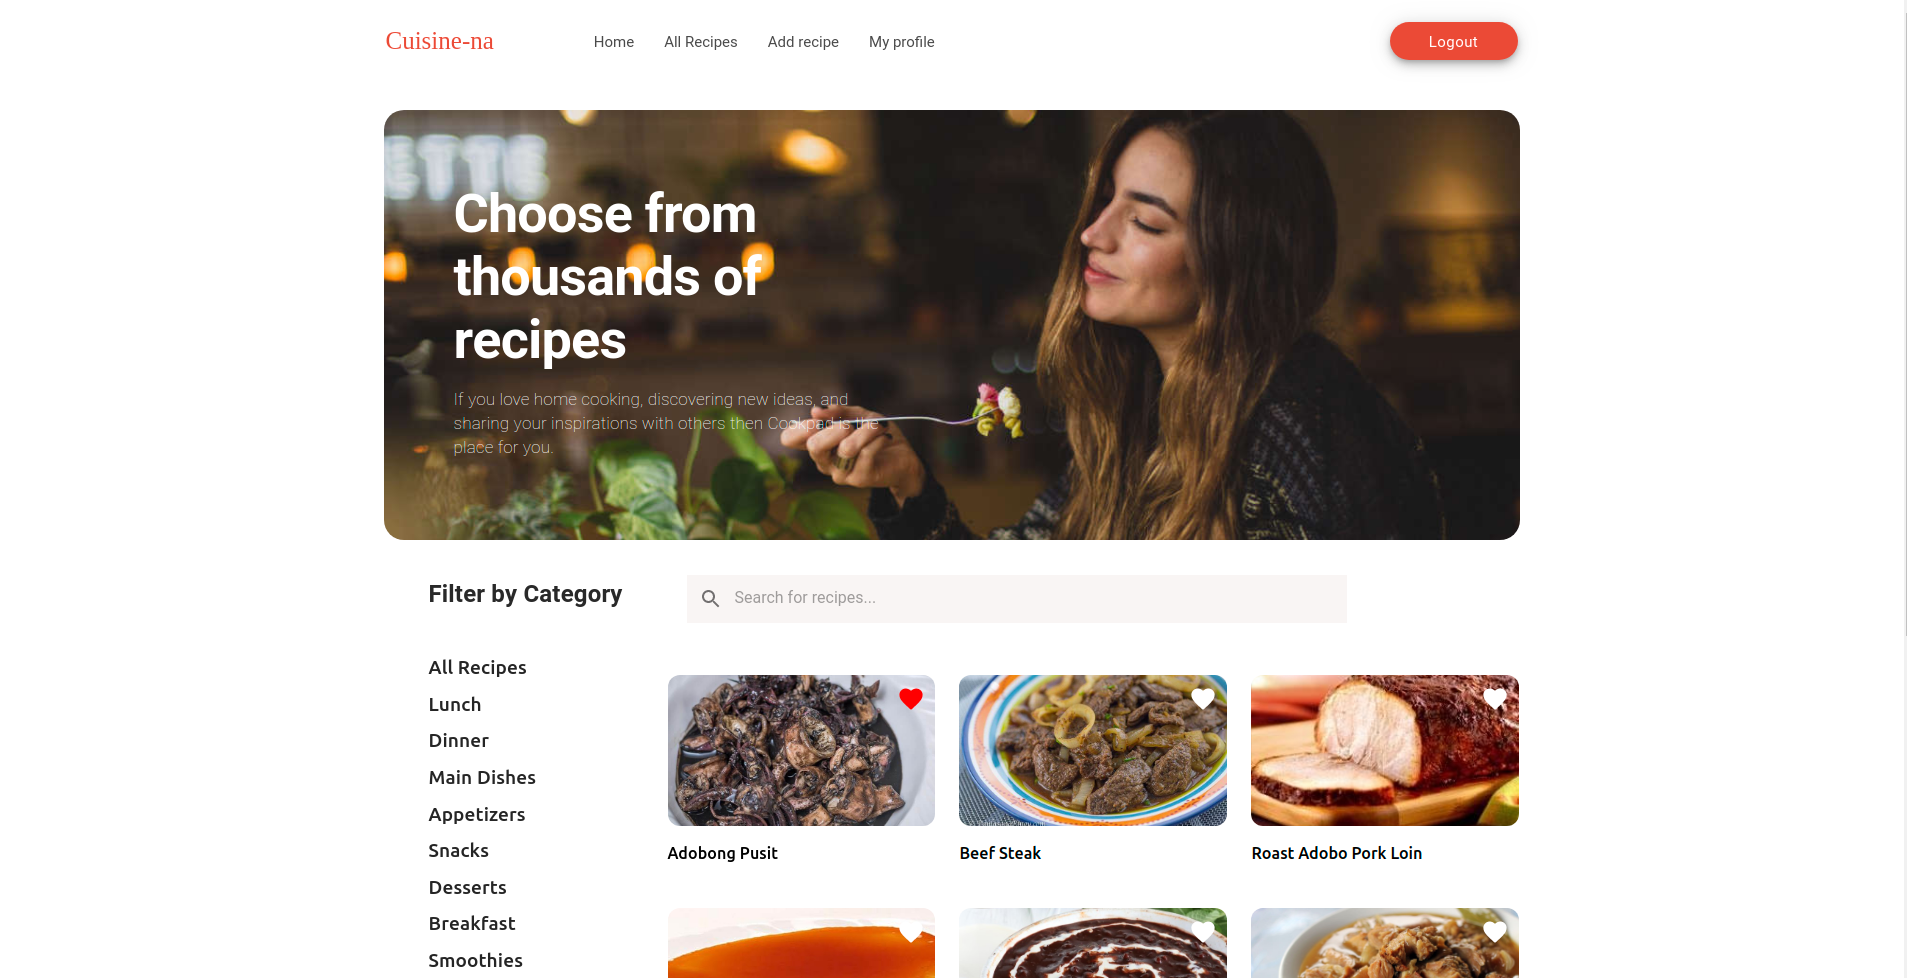 Cuisine-na
Home
All Recipes
Add recipe
My profile
Logout
ETTE
Choose from
thousands of
recipes
If you love home cooking, discovering new ideas, and
sharing your inspirations with others then Cookpad is the
place for you.
Filter by Category
Search for recipes...
All Recipes
Lunch
Dinner
Main Dishes
Appetizers
Snacks
Desserts
Breakfast
Smoothies
Adobong Pusit
Beef Steak
Roast Adobo Pork Loin